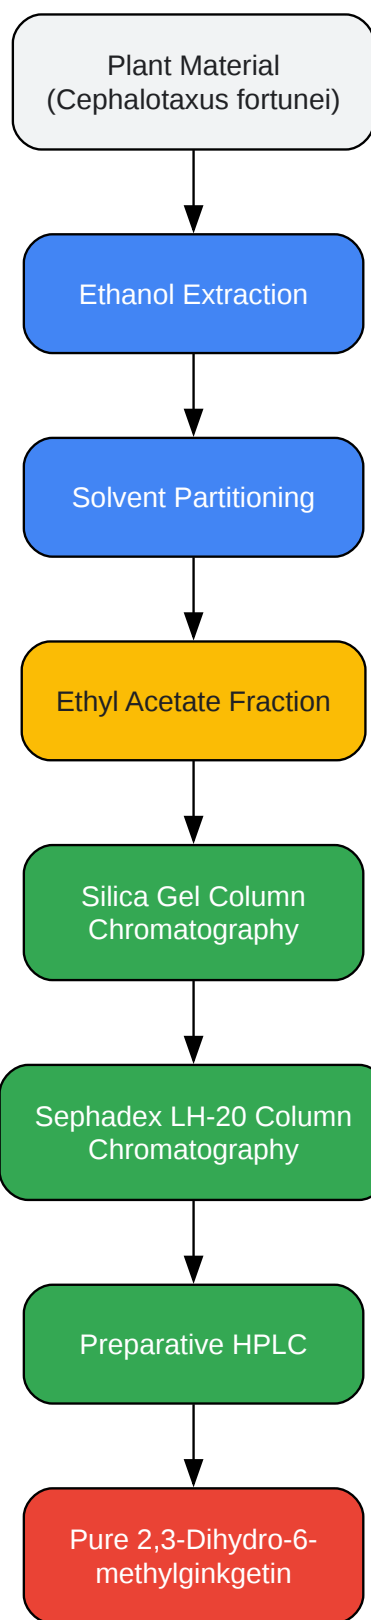 Plant Material
(Cephalotaxus fortunei)
Ethanol Extraction
Solvent Partitioning
Ethyl Acetate Fraction
Silica Gel Column
Chromatography
Sephadex LH-20 Column
Chromatography
Preparative HPLC
Pure 2,3-Dihydro-6-
methylginkgetin